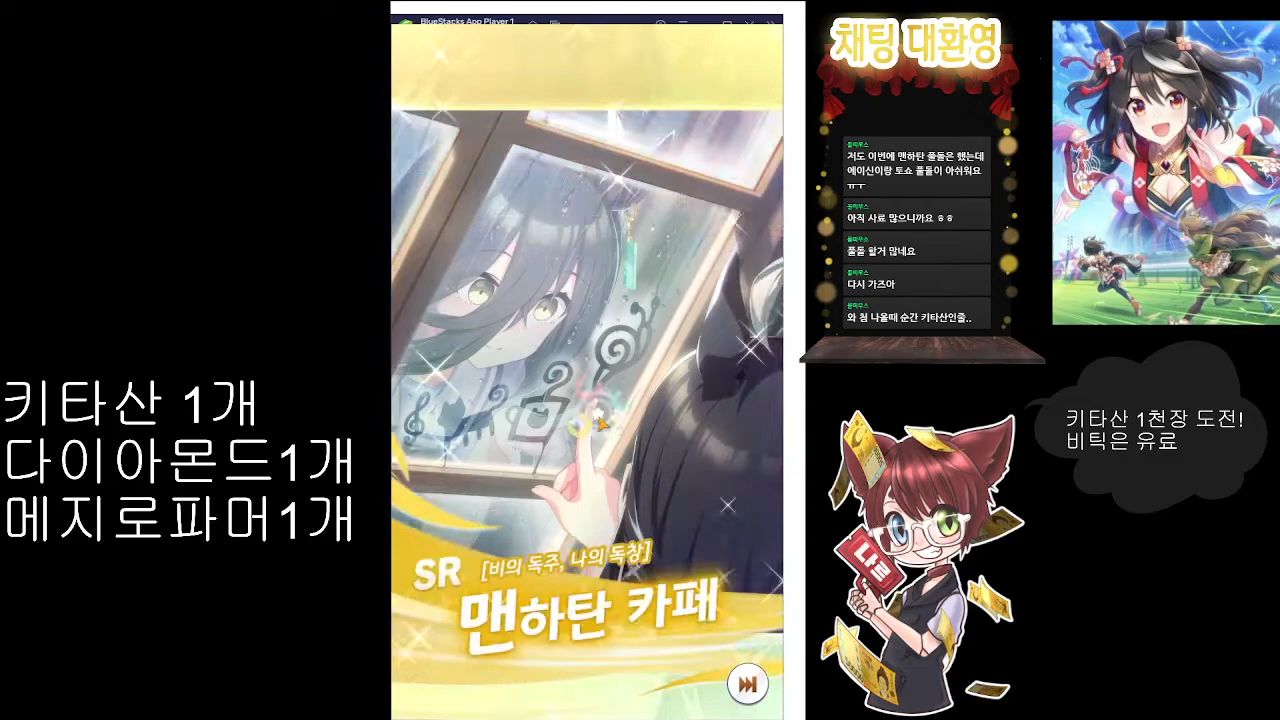 키타산 1개
다이아몬드1개
메지로파머1개
BlueStacks App Player 1
SR [비의 독주, 나의 독창]
맨하탄 카페
채팅 대환영
저도 이번에 맨하탄 풀돌은 했는데
에이신이랑 토쇼 풀돌이 아쉬워요
ㅠㅜ
아직 사료 많으니까요 ㅎㅎ
풀돌 할거 많네요
다시 가즈아
와 첨 나올때 순간 키타산인줄..
키타산 1천장 도전!
비틱은 유료
나를